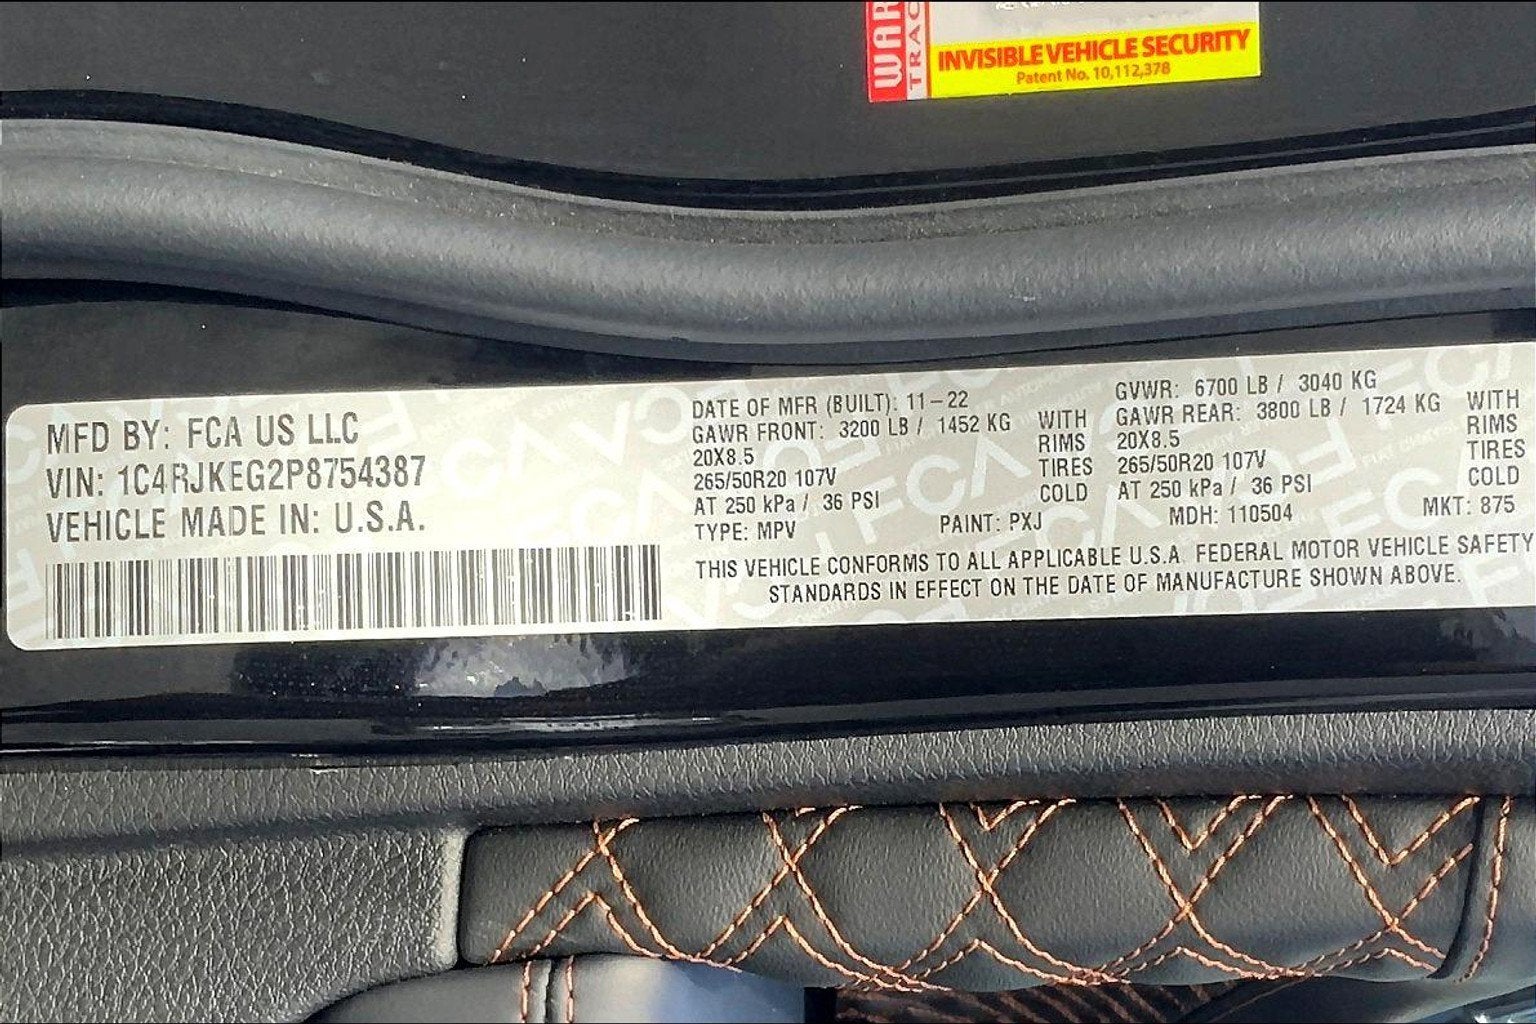 WAR
TRAC
INVISIBLE VEHICLE SECURITY
Patent No. 10,112,378
MFD BY: FCA US LLC
VIN: 1C4RJKEG2P8754387
VEHICLE MADE IN: U.S.A.
DATE OF MFR (BUILT): 11-22
GAWR FRONT: 3200 LB / 1452 KG
20X8.5
265/50R20 107V
AT 250 kPa / 36 PSI
WITH
RIMS
TIRES
COLD
GVWR: 6700 LB / 3040 KG
GAWR REAR: 3800 LB / 1724 KG
20X8.5
265/50R20 107V
AT 250 kPa / 36 PSI
WITH
RIMS
TIRES
COLD
TYPE: MPV PAINT: PXJ MDH: 110504 MKT: 875
THIS VEHICLE CONFORMS TO ALL APPLICABLE U.S.A. FEDERAL MOTOR VEHICLE SAFETY
STANDARDS IN EFFECT ON THE DATE OF MANUFACTURE SHOWN ABOVE.